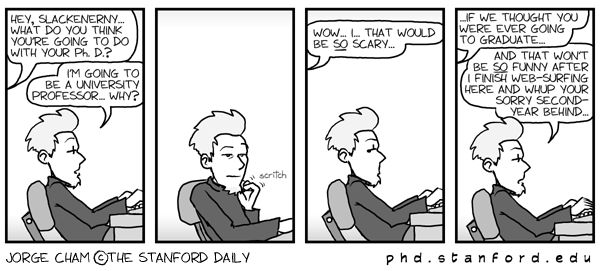 HEY, SLACKENERNY...
WHAT DO YOU THINK
YOU'RE GOING TO DO
WITH YOUR Ph. D.?
I'M GOING TO
BE A UNIVERSITY
PROFESSOR... WHY?
scritch
WOW... I... THAT WOULD
BE SO SCARY...
...IF WE THOUGHT YOU
WERE EVER GOING
TO GRADUATE...
AND THAT WON'T
BE SO FUNNY AFTER
I FINISH WEB-SURFING
HERE AND WHUP YOUR
SORRY SECOND-
YEAR BEHIND...
JORGE CHAM ©THE STANFORD DAILY
phd.stanford.edu